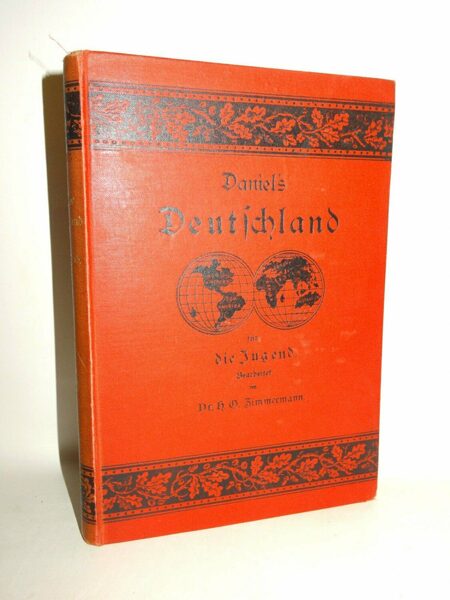 Daniel's
Deutſchland
für
die Jugend
Bearbeitet
von
Dr. H. O. Zimmermann.